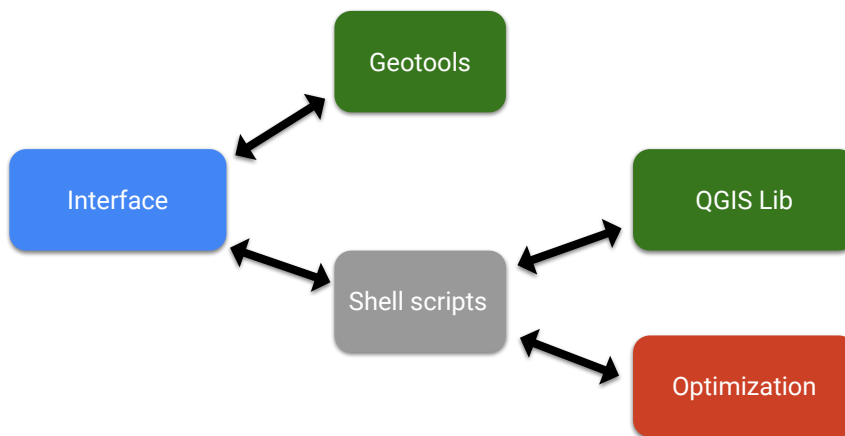 Geotools
Interface
QGIS Lib
Shell scripts
Optimization